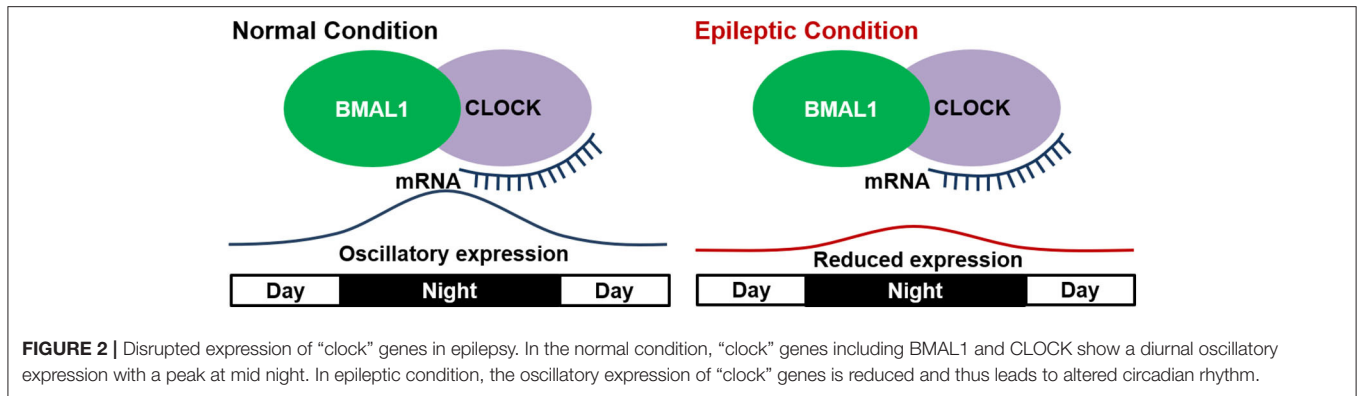 Normal Condition
BMAL1
CLOCK
mRNA
Oscillatory expression
Day
Night
Day
Epileptic Condition
BMAL1
CLOCK
mRNA
Reduced expression
Day
Night
Day
FIGURE 2 | Disrupted expression of “clock” genes in epilepsy. In the normal condition, “clock” genes including BMAL1 and CLOCK show a diurnal oscillatory
expression with a peak at mid night. In epileptic condition, the oscillatory expression of “clock” genes is reduced and thus leads to altered circadian rhythm.